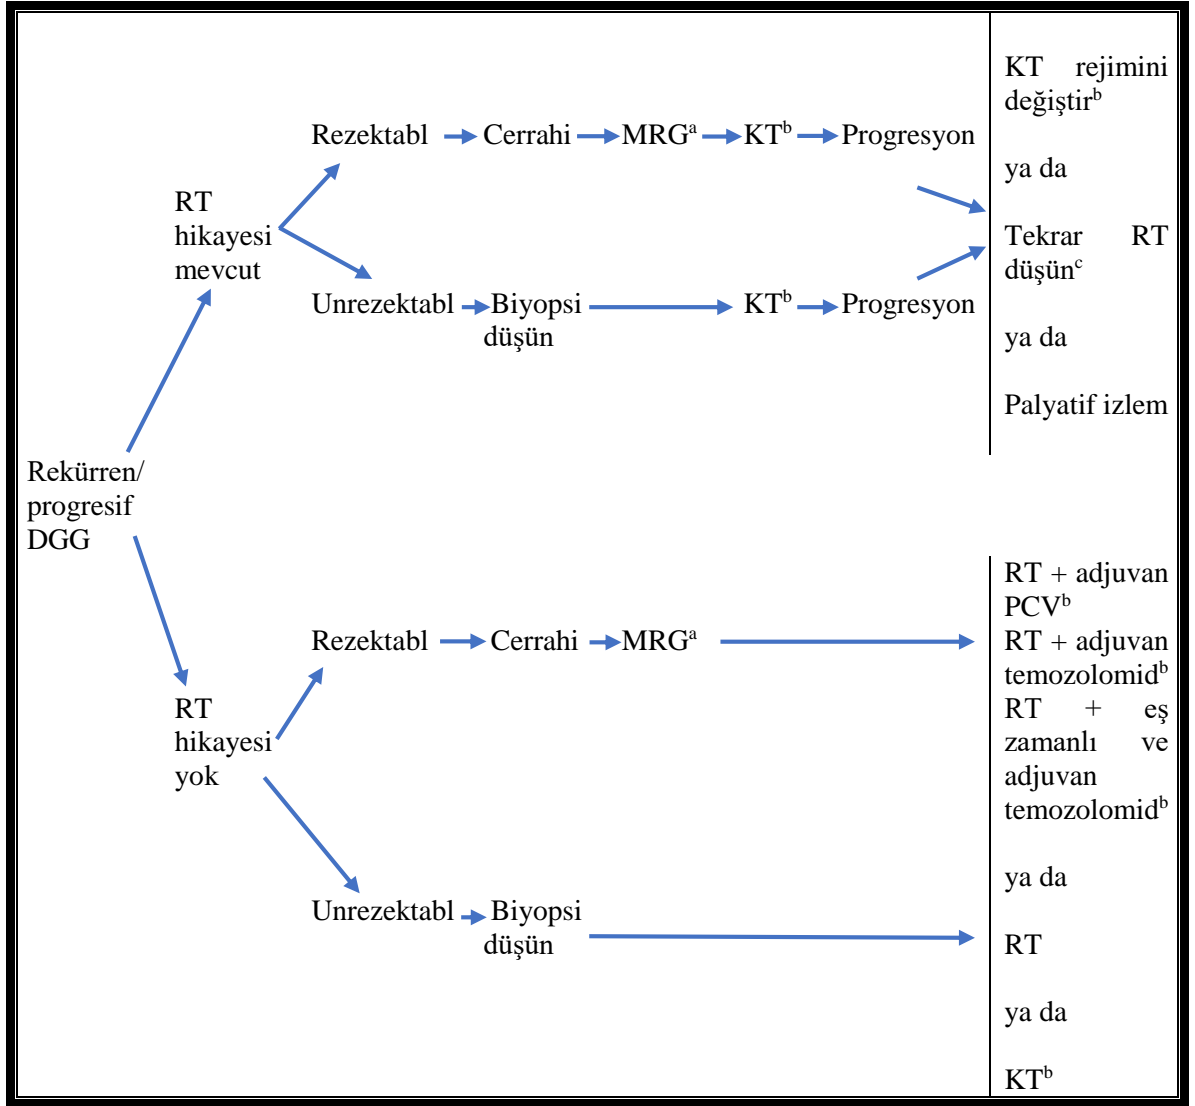 KT rejimini
değiştirᵇ
Rezektabl Cerrahi MRGᵃ KTᵇ Progresyon
ya da
RT
hikayesi
mevcut
Tekrar RT
düşünᶜ
Unrezektabl Biyopsi
düşün
KTᵇ Progresyon
ya da
Palyatif izlem
Rekürren/
progresif
DGG
RT + adjuvan
PCVᵇ
Rezektabl Cerrahi MRGᵃ
RT + adjuvan
temozolomidᵇ
RT
hikayesi
yok
RT + eş
zamanlı ve
adjuvan
temozolomidᵇ
ya da
Unrezektabl Biyopsi
düşün
RT
ya da
KTᵇ